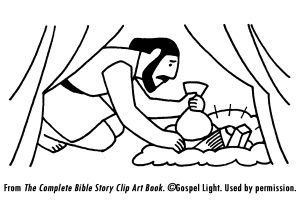 From The Complete Bible Story Clip Art Book. ©Gospel Light. Used by permission.